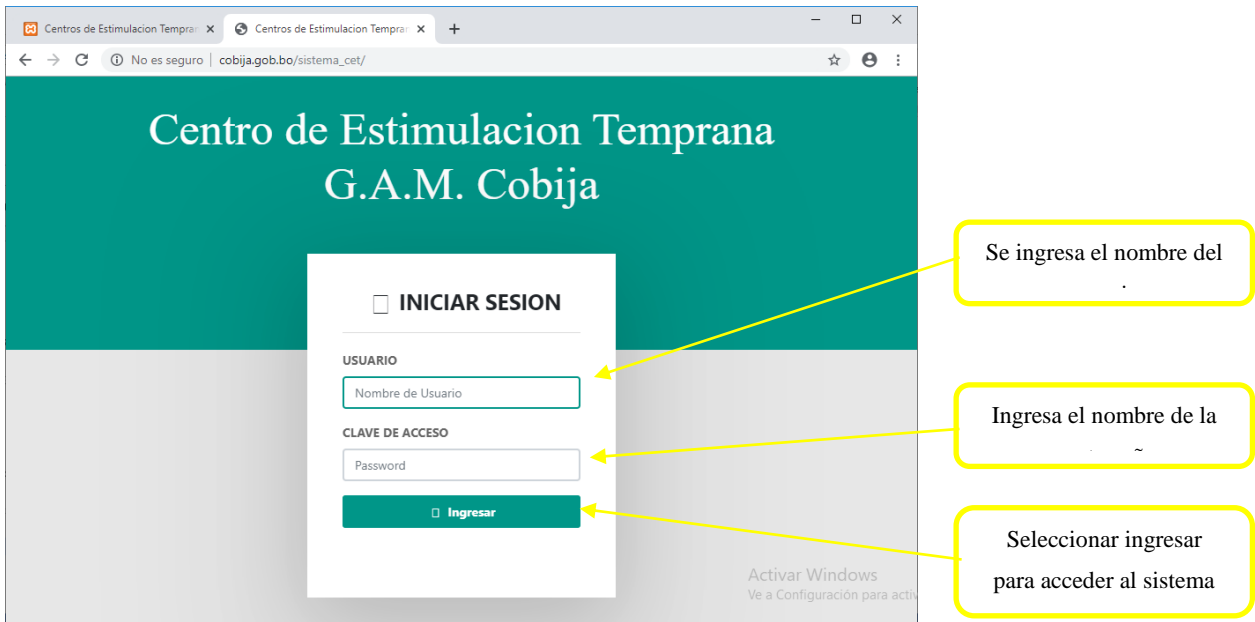 Centros de Estimulacion Tempra
Centros de Estimulacion Tempra
No es seguro | cobija.gob.bo/sistema_cet/
Centro de Estimulacion Temprana
G.A.M. Cobija
INICIAR SESION
USUARIO
Nombre de Usuario
CLAVE DE ACCESO
Password
Ingresar
Activar Windows
Ve a Configuración para activ
Se ingresa el nombre del
.
Ingresa el nombre de la
Seleccionar ingresar
para acceder al sistema